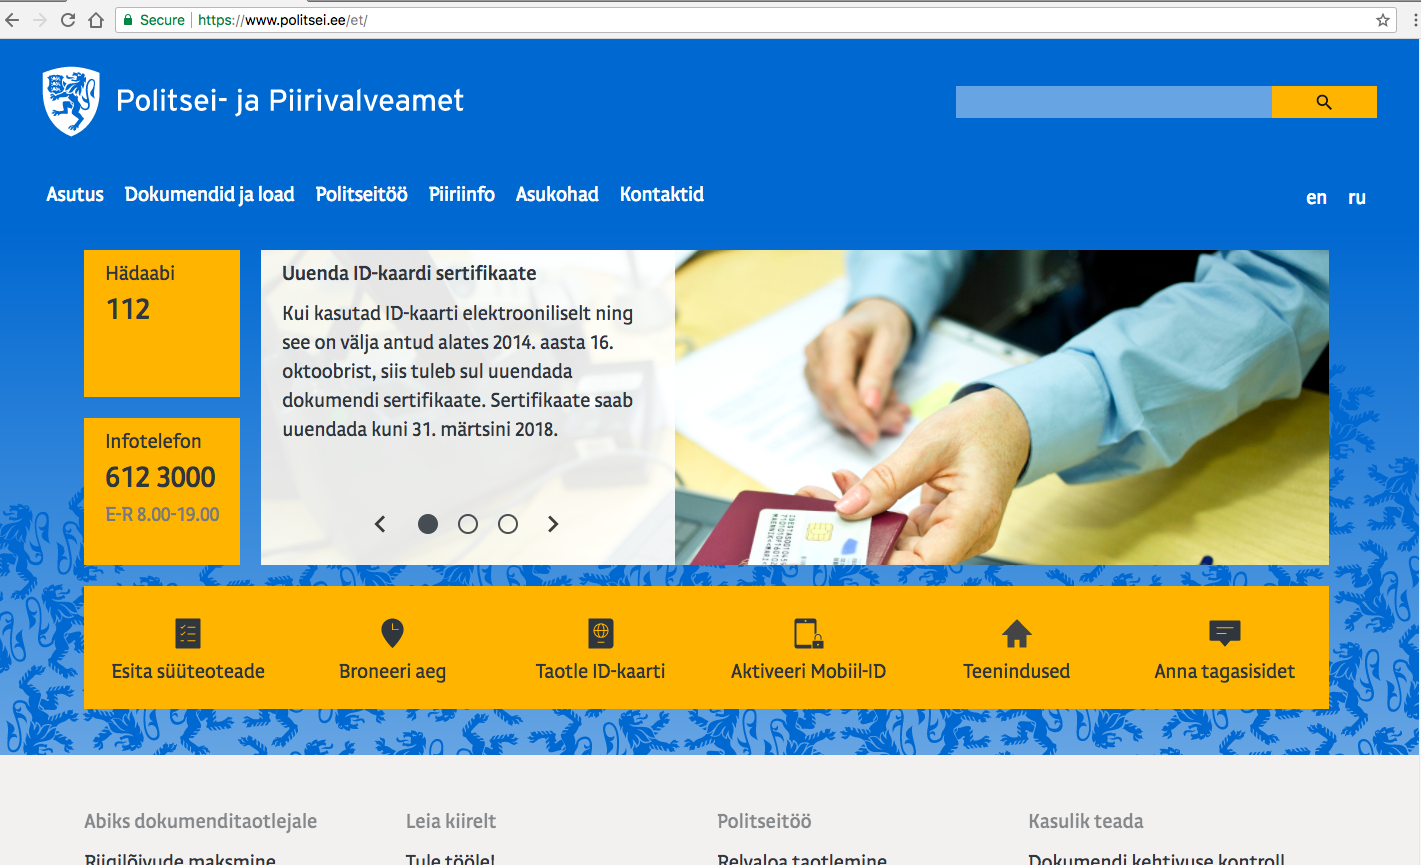 Secure https://www.politsei.ee/et/
Politsei- ja Piirivalveamet
Asutus Dokumendid ja load Politseitöö Piiriinfo Asukohad Kontaktid
en ru
Hädaabi
112
Infotelefon
612 3000
E-R 8.00-19.00
Uuenda ID-kaardi sertifikaate
Kui kasutad ID-kaarti elektrooniliselt ning
see on välja antud alates 2014. aasta 16.
oktoobrist, siis tuleb sul uuendada
dokumendi sertifikaate. Sertifikaate saab
uuendada kuni 31. märtsini 2018.
Esita süüteoteade Broneeri aeg Taotle ID-kaarti Aktiveeri Mobiil-ID Teenindused Anna tagasisidet
Abiks dokumenditaotlejale Leia kiirelt Politseitöö Kasulik teada
Riigilõivude maksmine Tule tööle! Relvaloa taotlemine Dokumendi kehtivuse kontroll